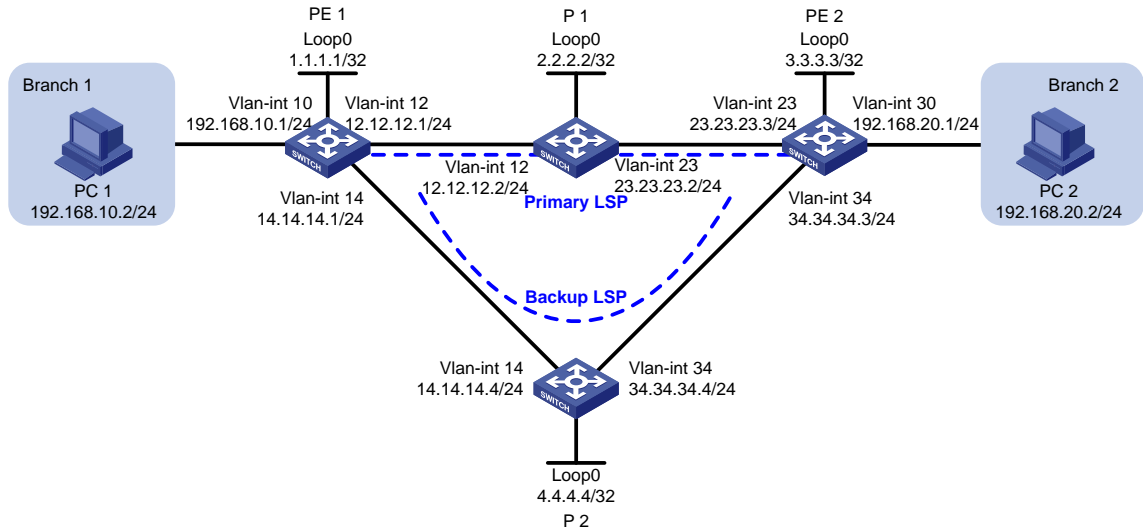 PE 1
Loop0
1.1.1.1/32
P 1
Loop0
2.2.2.2/32
PE 2
Loop0
3.3.3.3/32
Branch 1
PC 1
192.168.10.2/24
Vlan-int 10
192.168.10.1/24
Vlan-int 12
12.12.12.1/24
SWITCH
Vlan-int 14
14.14.14.1/24
Vlan-int 12
12.12.12.2/24
SWITCH
Vlan-int 23
23.23.23.2/24
Primary LSP
Vlan-int 23
23.23.23.3/24
Vlan-int 30
192.168.20.1/24
SWITCH
Vlan-int 34
34.34.34.3/24
Branch 2
PC 2
192.168.20.2/24
Backup LSP
Vlan-int 14
14.14.14.4/24
SWITCH
Vlan-int 34
34.34.34.4/24
Loop0
4.4.4.4/32
P 2